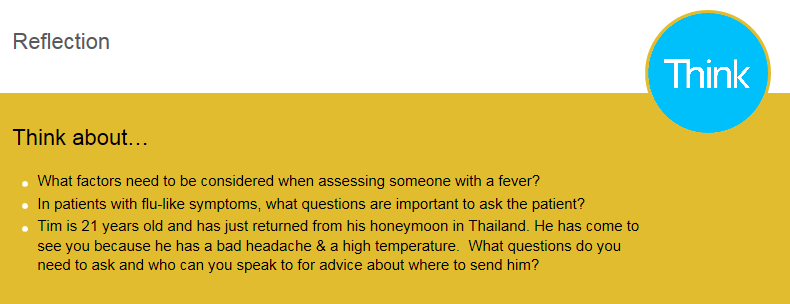 Reflection
Think
Think about…
What factors need to be considered when assessing someone with a fever?
In patients with flu-like symptoms, what questions are important to ask the patient?
Tim is 21 years old and has just returned from his honeymoon in Thailand. He has come to
see you because he has a bad headache & a high temperature.  What questions do you
need to ask and who can you speak to for advice about where to send him?